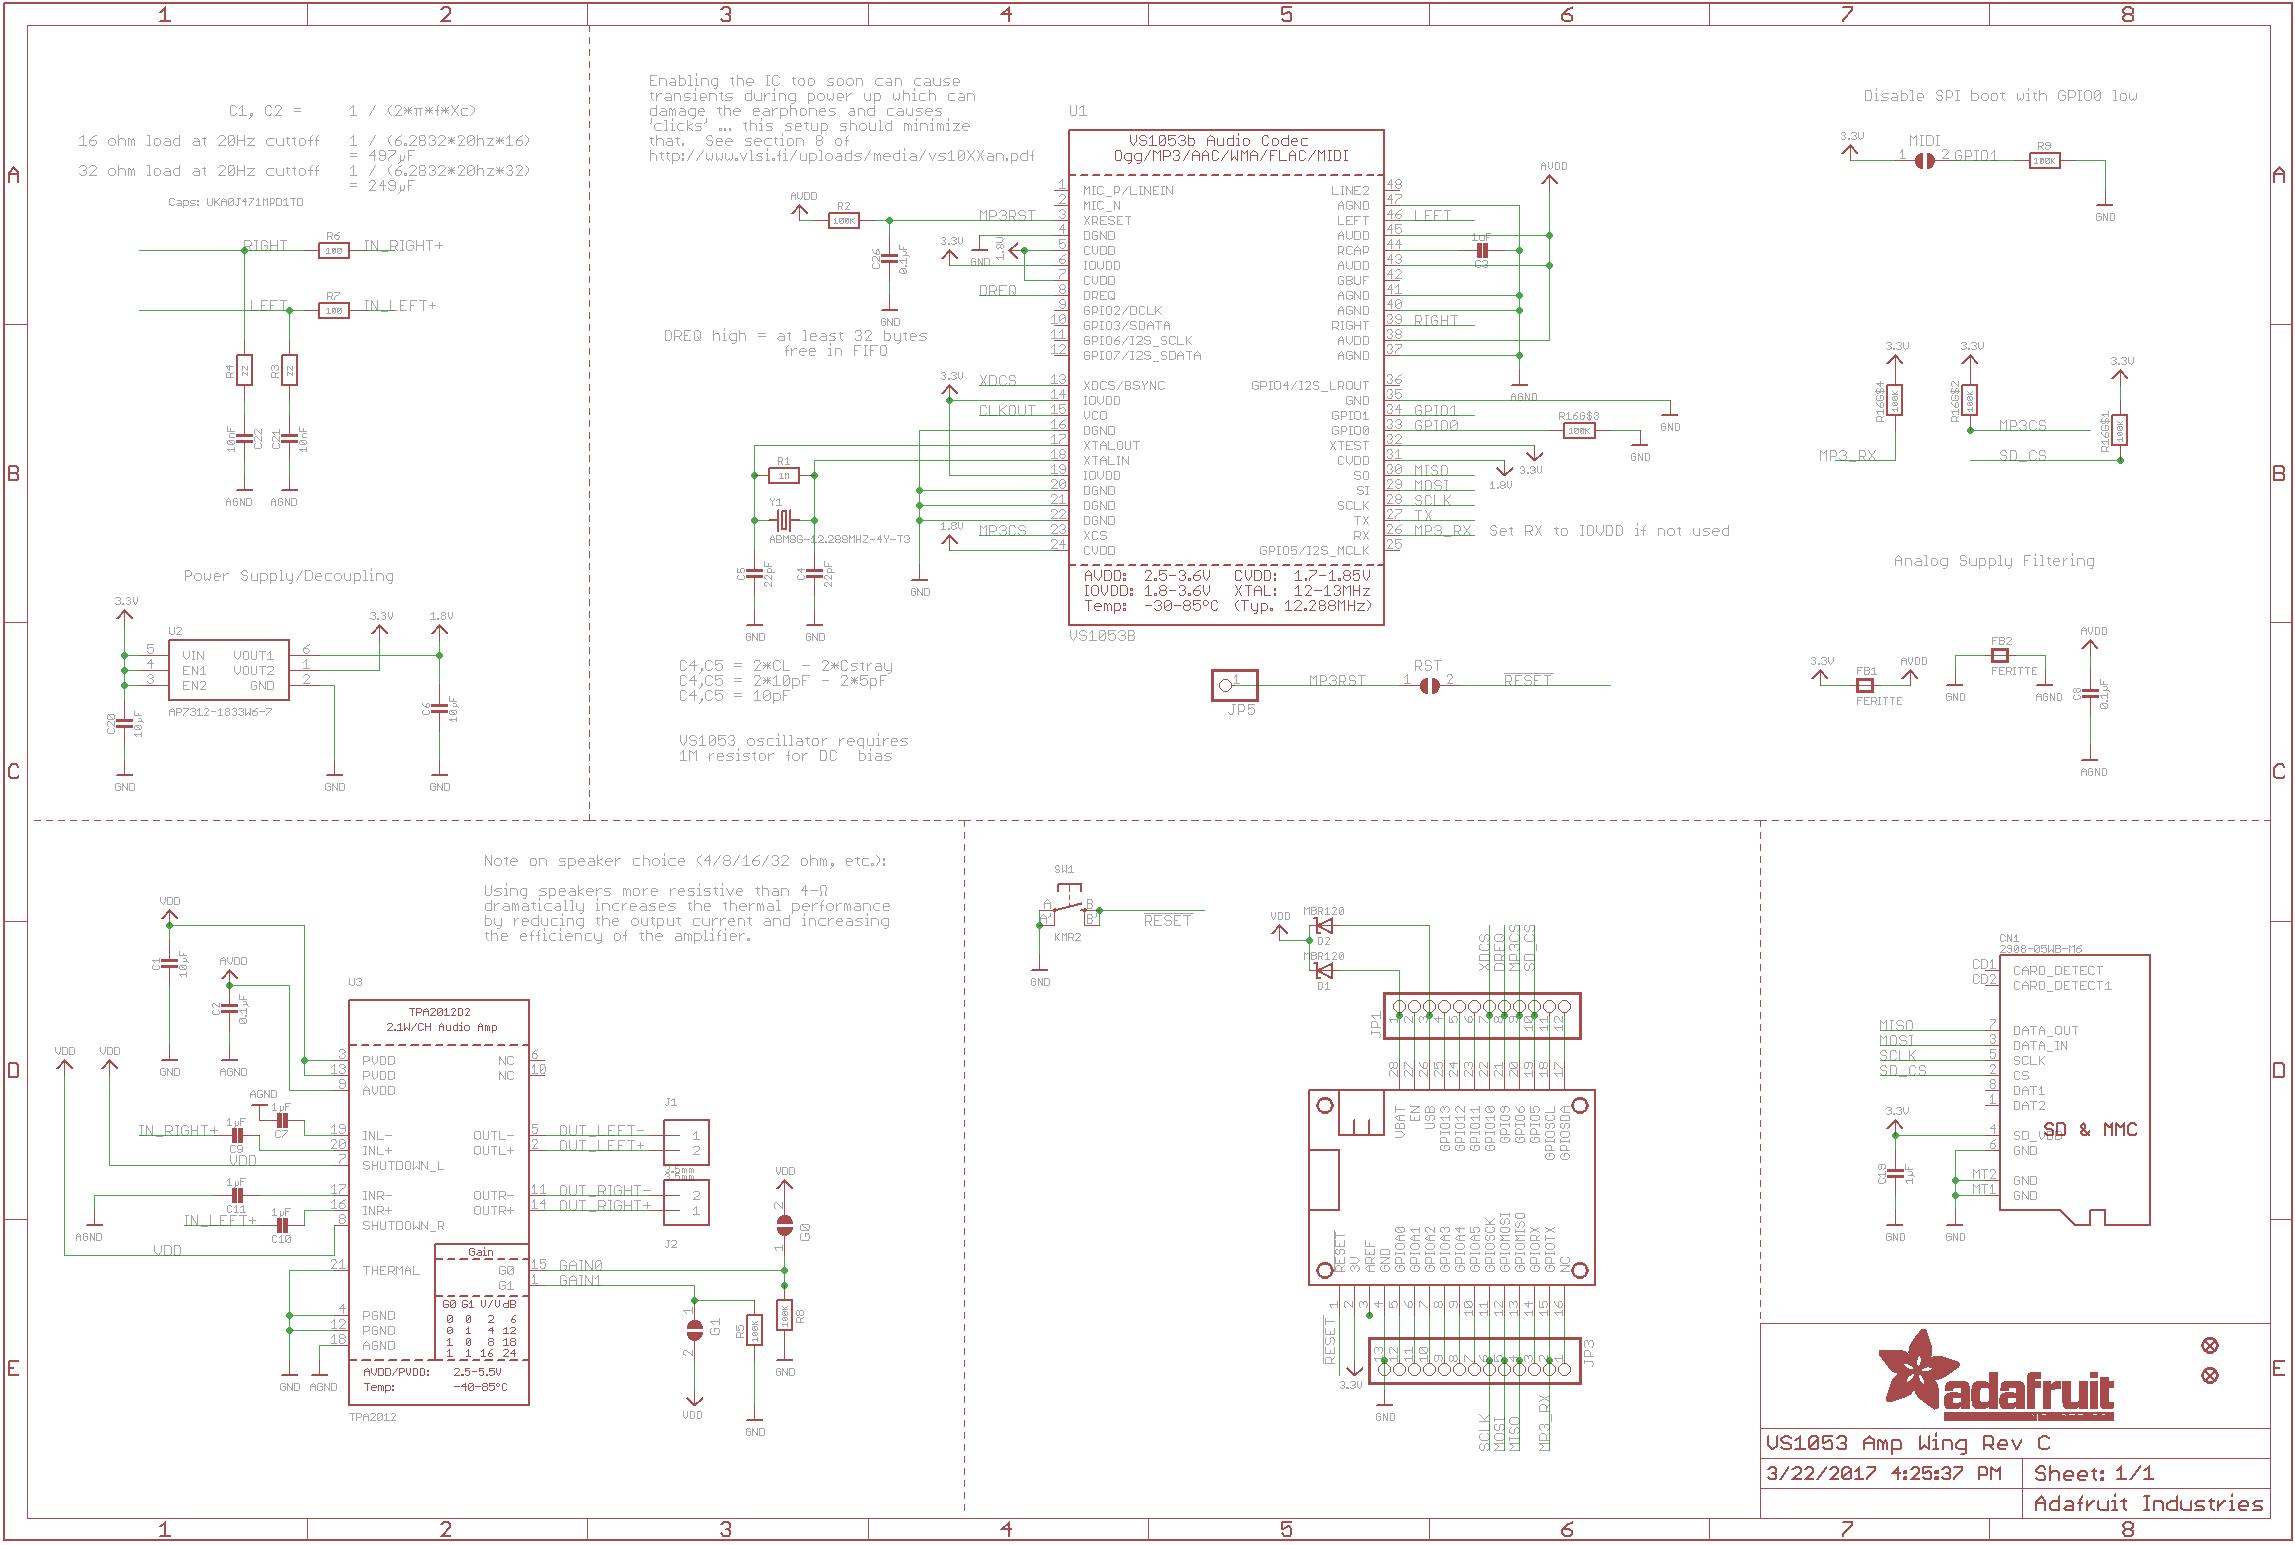 1 2 3 4 5 6 7 8
A
B
C
D
E
C1, C2 = 1 / (2*π*f*Xc)
16 ohm load at 20Hz cuttoff 1 / (6.2832*20hz*16)
= 497µF
32 ohm load at 20Hz cuttoff 1 / (6.2832*20hz*32)
= 249µF
Caps: UKA0J471MPD1TD
RIGHT R6 100 IN_RIGHT+
LEFT R7 100 IN_LEFT+
R4 22
R3 22
10nF C22
C21 10nF
AGND AGND
Power Supply/Decoupling
3.3V 3.3V 1.8V
U2
5 VIN VOUT1 6
4 EN1 VOUT2 1
3 EN2 GND 2
AP7312-1833W6-7
C20 10µF
C6 10µF
GND GND GND
Enabling the IC too soon can cause
transients during power up which can
damage the earphones and causes
'clicks' ... this setup should minimize
that. See section 8 of
http://www.vlsi.fi/uploads/media/vs10XXan.pdf
AVDD R2 100K MP3RST
C26 0.1µF
GND
3.3V GND 1.8V
DREQ
DREQ high = at least 32 bytes
free in FIFO
3.3V XDCS
CLKOUT
R1 1M
Y1
ABM8G-12.288MHZ-4Y-T3
C5 22pF
C4 22pF
GND GND
1.8V MP3CS
GND
C4,C5 = 2*CL - 2*Cstray
C4,C5 = 2*10pF - 2*5pF
C4,C5 = 10pF
VS1053 oscillator requires
1M resistor for DC bias
U1
VS1053b Audio Codec
Ogg/MP3/AAC/WMA/FLAC/MIDI
1 MIC_P/LINEIN LINE2 48
2 MIC_N AGND 47
3 XRESET LEFT 46 LEFT
4 DGND AVDD 45
5 CVDD RCAP 44
6 IOVDD AVDD 43
7 CVDD GBUF 42
8 DREQ AGND 41
9 GPIO2/DCLK AGND 40
10 GPIO3/SDATA RIGHT 39 RIGHT
11 GPIO6/I2S_SCLK AVDD 38
12 GPIO7/I2S_SDATA AGND 37
13 XDCS/BSYNC GPIO4/I2S_LROUT 36
14 IOVDD GND 35
15 VCO GPIO1 34 GPIO1
16 DGND GPIO0 33 GPIO0
17 XTALOUT XTEST 32
18 XTALIN CVDD 31
19 IOVDD SO 30 MISO
20 DGND SI 29 MOSI
21 DGND SCLK 28 SCLK
22 DGND TX 27 TX
23 XCS RX 26 MP3_RX Set RX to IOVDD if not used
24 CVDD GPIO5/I2S_MCLK 25
AVDD: 2.5-3.6V CVDD: 1.7-1.85V
IOVDD: 1.8-3.6V XTAL: 12-13MHz
Temp: -30-85°C (Typ. 12.288MHz)
VS1053B
AVDD
1uF
C3
AGND
R16G$3
100K
GND
GND
3.3V
1.8V
JP5 1 MP3RST 1 RST 2 RESET
Disable SPI boot with GPIO0 low
3.3V 1 MIDI 2 GPIO1 R9 100K
GND
3.3V 3.3V 3.3V
R16G$4 100K
R16G$2 100K
R16G$1 100K
MP3CS
MP3_RX SD_CS
Analog Supply Filtering
3.3V FB1 AVDD
FERITTE
FB2
FERITTE
GND AGND
AVDD
C8 0.1µF
AGND
Note on speaker choice (4/8/16/32 ohm, etc.):
Using speakers more resistive than 4-Ω
dramatically increases the thermal performance
by reducing the output current and increasing
the efficiency of the amplifier.
VDD
C1 10µF
AVDD
C2 0.1µF
GND AGND
VDD VDD
U3
TPA2012D2
2.1W/CH Audio Amp
3 PVDD NC 6
13 PVDD NC 10
9 AVDD
19 INL- OUTL- 5 OUT_LEFT-
20 INL+ OUTL+ 2 OUT_LEFT+
7 SHUTDOWN_L
17 INR- OUTR- 11 OUT_RIGHT-
16 INR+ OUTR+ 14 OUT_RIGHT+
8 SHUTDOWN_R
Gain
21 THERMAL G0 15 GAIN0
G1 1 GAIN1
G0 G1 V/V dB
0 0 2 6
0 1 4 12
1 0 8 18
1 1 16 24
4 PGND
12 PGND
18 AGND
AVDD/PVDD: 2.5-5.5V
Temp: -40-85°C
TPA2012
AGND
1µF C7
IN_RIGHT+ 1µF C9
VDD
1µF C11
AGND
IN_LEFT+ 1µF C10
VDD
GND AGND
J1 1 2
3.5mm
3.5mm
2 1 J2
VDD
2 G0 1
1 G1 2
R5 100K
R8 100K
GND
VDD GND
SW1
A B
A' B'
KMR2
RESET
GND
VDD MBR120
D2
MBR120
D1
XDCS DREQ MP3CS SD_CS
JP1 1 2 3 4 5 6 7 8 9 10 11 12
28 27 26 25 24 23 22 21 20 19 18 17
VBAT EN USB GPIO13 GPIO12 GPIO11 GPIO10 GPIO9 GPIO6 GPIO5 GPIOSCL GPIOSDA
RESET 3V AREF GND GPIOA0 GPIOA1 GPIOA2 GPIOA3 GPIOA4 GPIOA5 GPIOSCK GPIOMOSI GPIOMISO GPIORX GPIOTX NC
1 2 3 4 5 6 7 8 9 10 11 12 13 14 15 16
RESET
3.3V
13 12 11 10 9 8 7 6 5 4 3 2 1 JP3
GND
SCLK MOSI MISO MP3_RX
CN1
2908-05WB-M6
CD1 CARD_DETECT
CD2 CARD_DETECT1
MISO 7 DATA_OUT
MOSI 3 DATA_IN
SCLK 5 SCLK
SD_CS 2 CS
8 DAT1
1 DAT2
3.3V
4 SD_VDD
SD & MMC
6 GND
MT2 GND
MT1 GND
C19 1µF
GND GND
adafruit
VS1053 Amp Wing Rev C
3/22/2017 4:25:37 PM Sheet: 1/1
Adafruit Industries
A
B
C
D
E
1 2 3 4 5 6 7 8